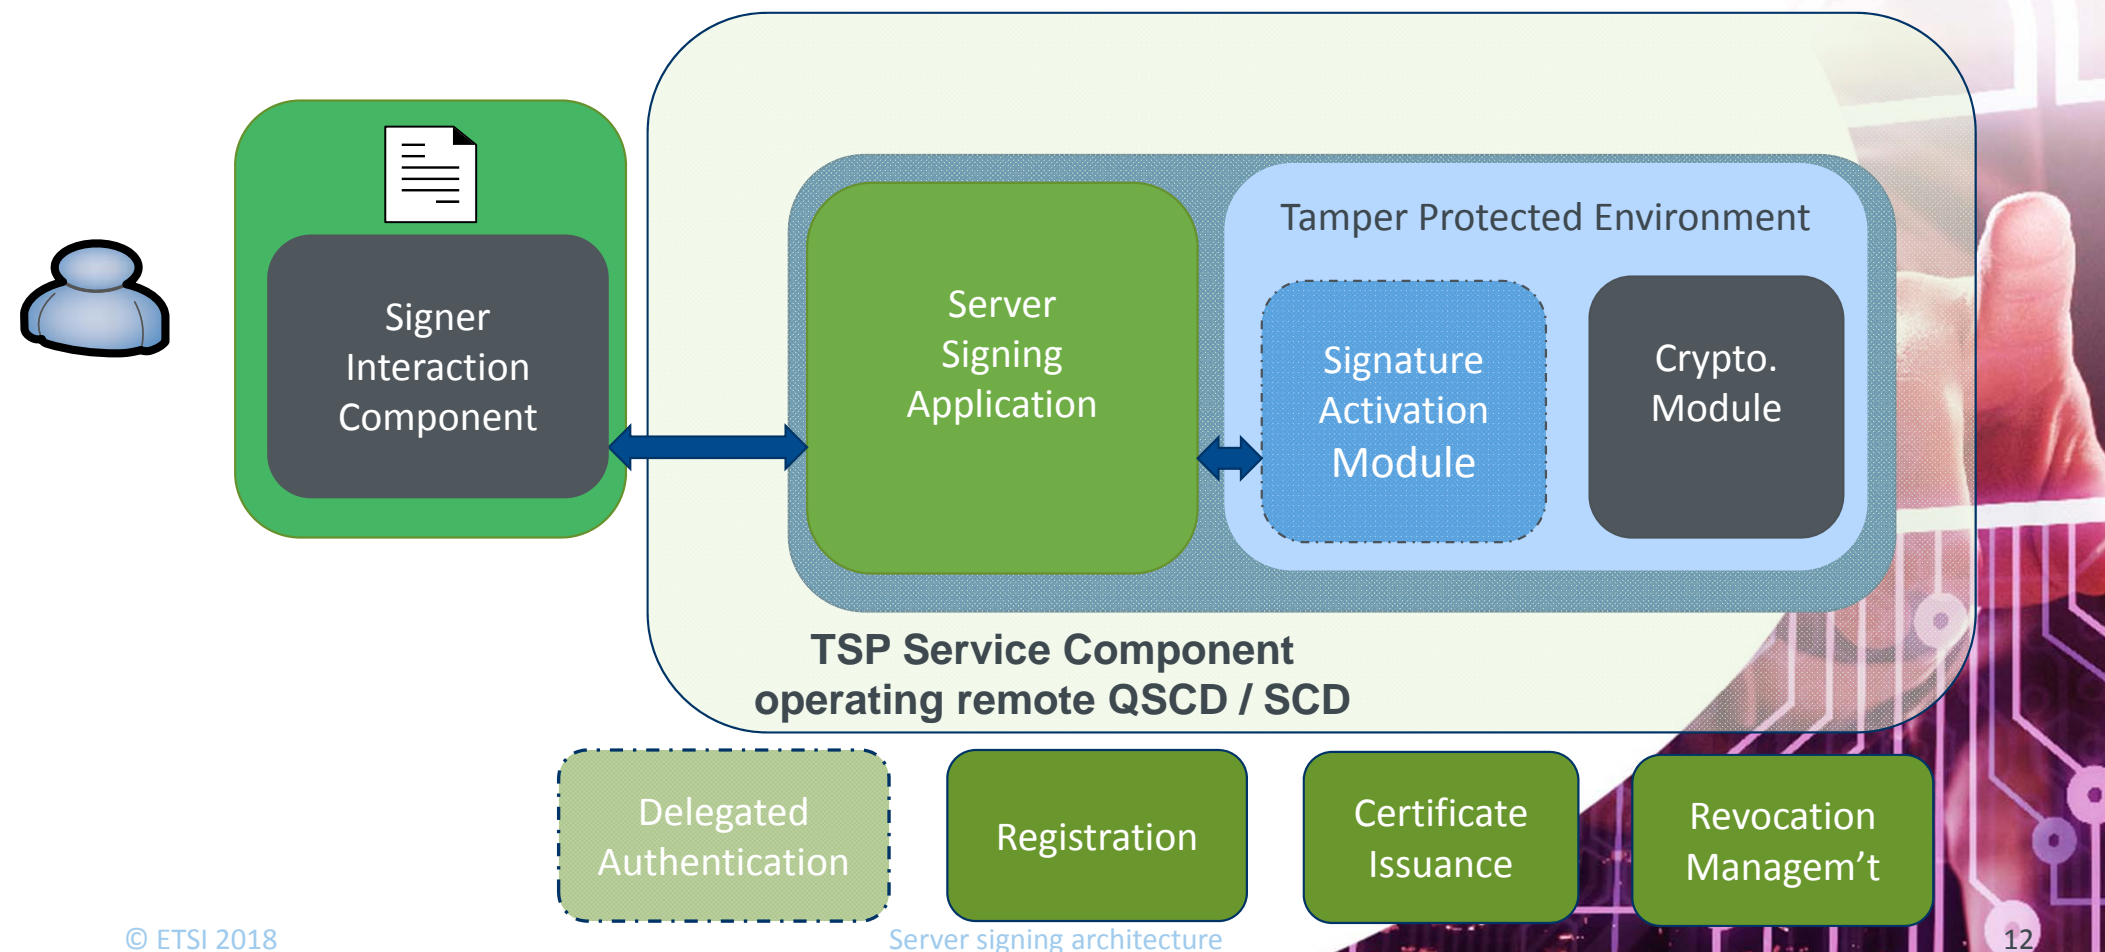 Signer
Interaction
Component
Server
Signing
Application
Tamper Protected Environment
Signature
Activation
Module
Crypto.
Module
TSP Service Component
operating remote QSCD / SCD
Delegated
Authentication
Registration
Certificate
Issuance
Revocation
Managem’t
© ETSI 2018
Server signing architecture
12